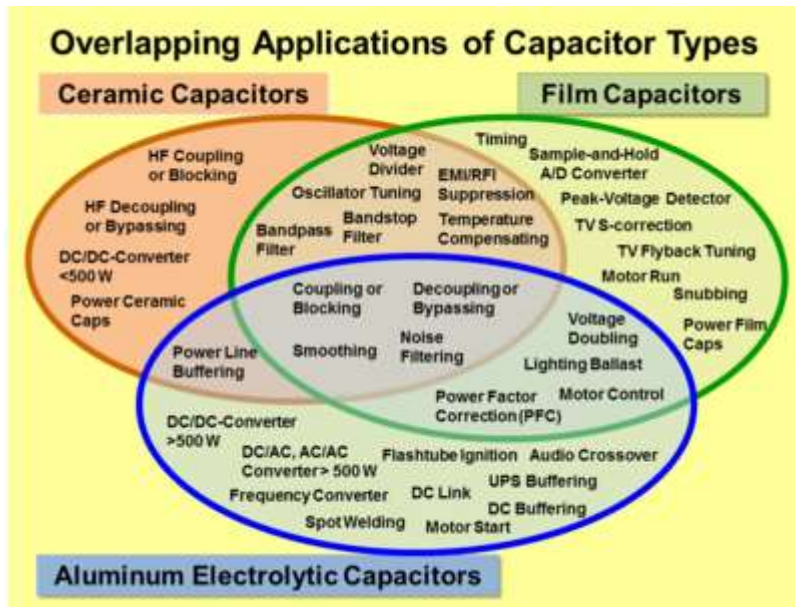 Overlapping Applications of Capacitor Types
Ceramic Capacitors
Film Capacitors
HF Coupling
or Blocking
HF Decoupling
or Bypassing
DC/DC-Converter
<500 W
Power Ceramic
Caps
Voltage
Divider
EMI/RFI
Suppression
Oscillator Tuning
Bandpass
Filter
Bandstop
Filter
Temperature
Compensating
Timing
Sample-and-Hold
A/D Converter
Peak-Voltage Detector
TV S-correction
TV Flyback Tuning
Motor Run
Snubbing
Power Film
Caps
Coupling or
Blocking
Decoupling or
Bypassing
Smoothing
Noise
Filtering
Power Line
Buffering
Voltage
Doubling
Lighting Ballast
Motor Control
Power Factor
Correction (PFC)
DC/DC-Converter
>500 W
DC/AC, AC/AC
Converter > 500 W
Flashtube Ignition
Audio Crossover
UPS Buffering
Frequency Converter
DC Link
DC Buffering
Spot Welding
Motor Start
Aluminum Electrolytic Capacitors